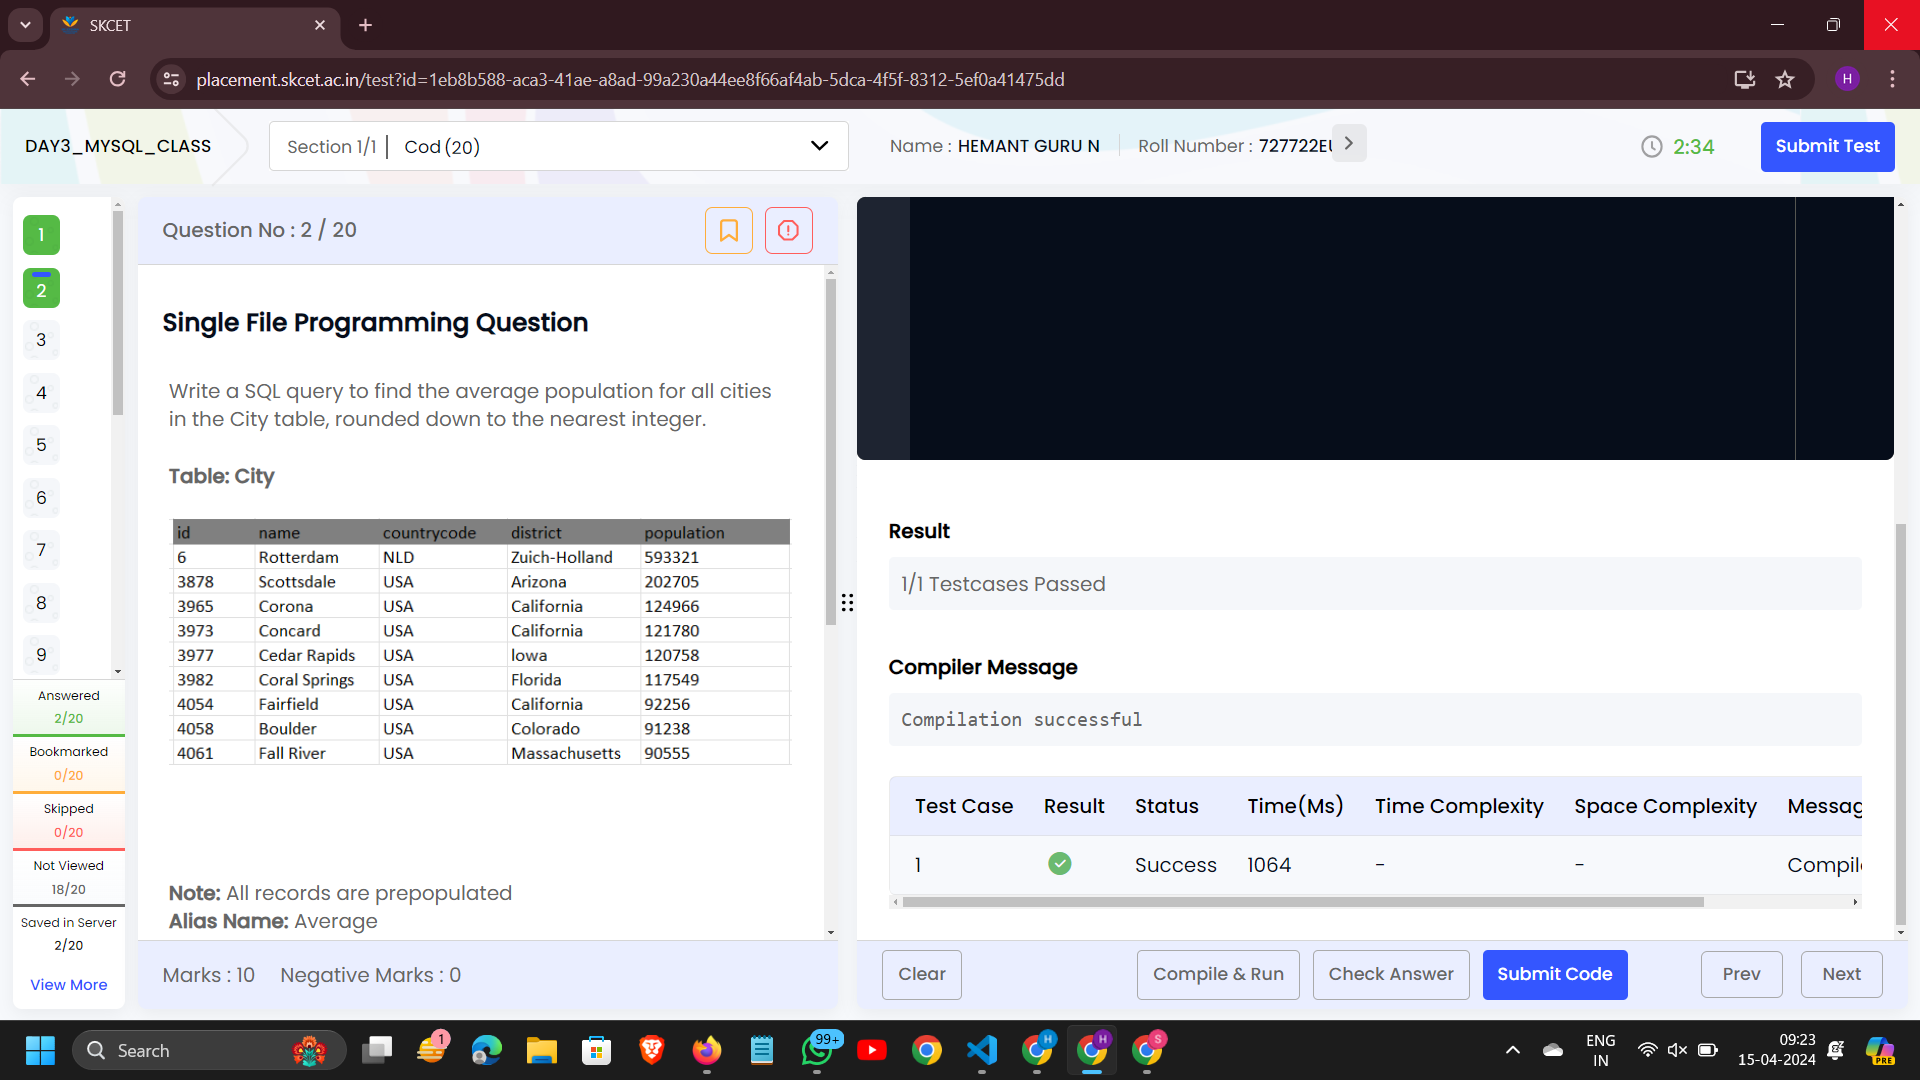 SKCET
placement.skcet.ac.in/test?id=1eb8b588-aca3-41ae-a8ad-99a230a44ee8f66af4ab-5dca-4f5f-8312-5ef0a41475dd
H
DAY3_MYSQL_CLASS
Section 1/1 | Cod (20)
Name : HEMANT GURU N
Roll Number : 727722EU
2:34
Submit Test
1
2
3
4
5
6
7
8
9
Answered
2/20
Bookmarked
0/20
Skipped
0/20
Not Viewed
18/20
Saved in Server
2/20
View More
Question No : 2 / 20
Single File Programming Question
Write a SQL query to find the average population for all cities
in the City table, rounded down to the nearest integer.
Table: City
id name countrycode district population
6 Rotterdam NLD Zuich-Holland 593321
3878 Scottsdale USA Arizona 202705
3965 Corona USA California 124966
3973 Concard USA California 121780
3977 Cedar Rapids USA Iowa 120758
3982 Coral Springs USA Florida 117549
4054 Fairfield USA California 92256
4058 Boulder USA Colorado 91238
4061 Fall River USA Massachusetts 90555
Note: All records are prepopulated
Alias Name: Average
Marks : 10 Negative Marks : 0
Result
1/1 Testcases Passed
Compiler Message
Compilation successful
Test Case Result Status Time(Ms) Time Complexity Space Complexity Messag
1 Success 1064 - - Compil
Clear
Compile & Run
Check Answer
Submit Code
Prev
Next
Search
1
99+
H
H
S
ENG
IN
09:23
15-04-2024
PRE